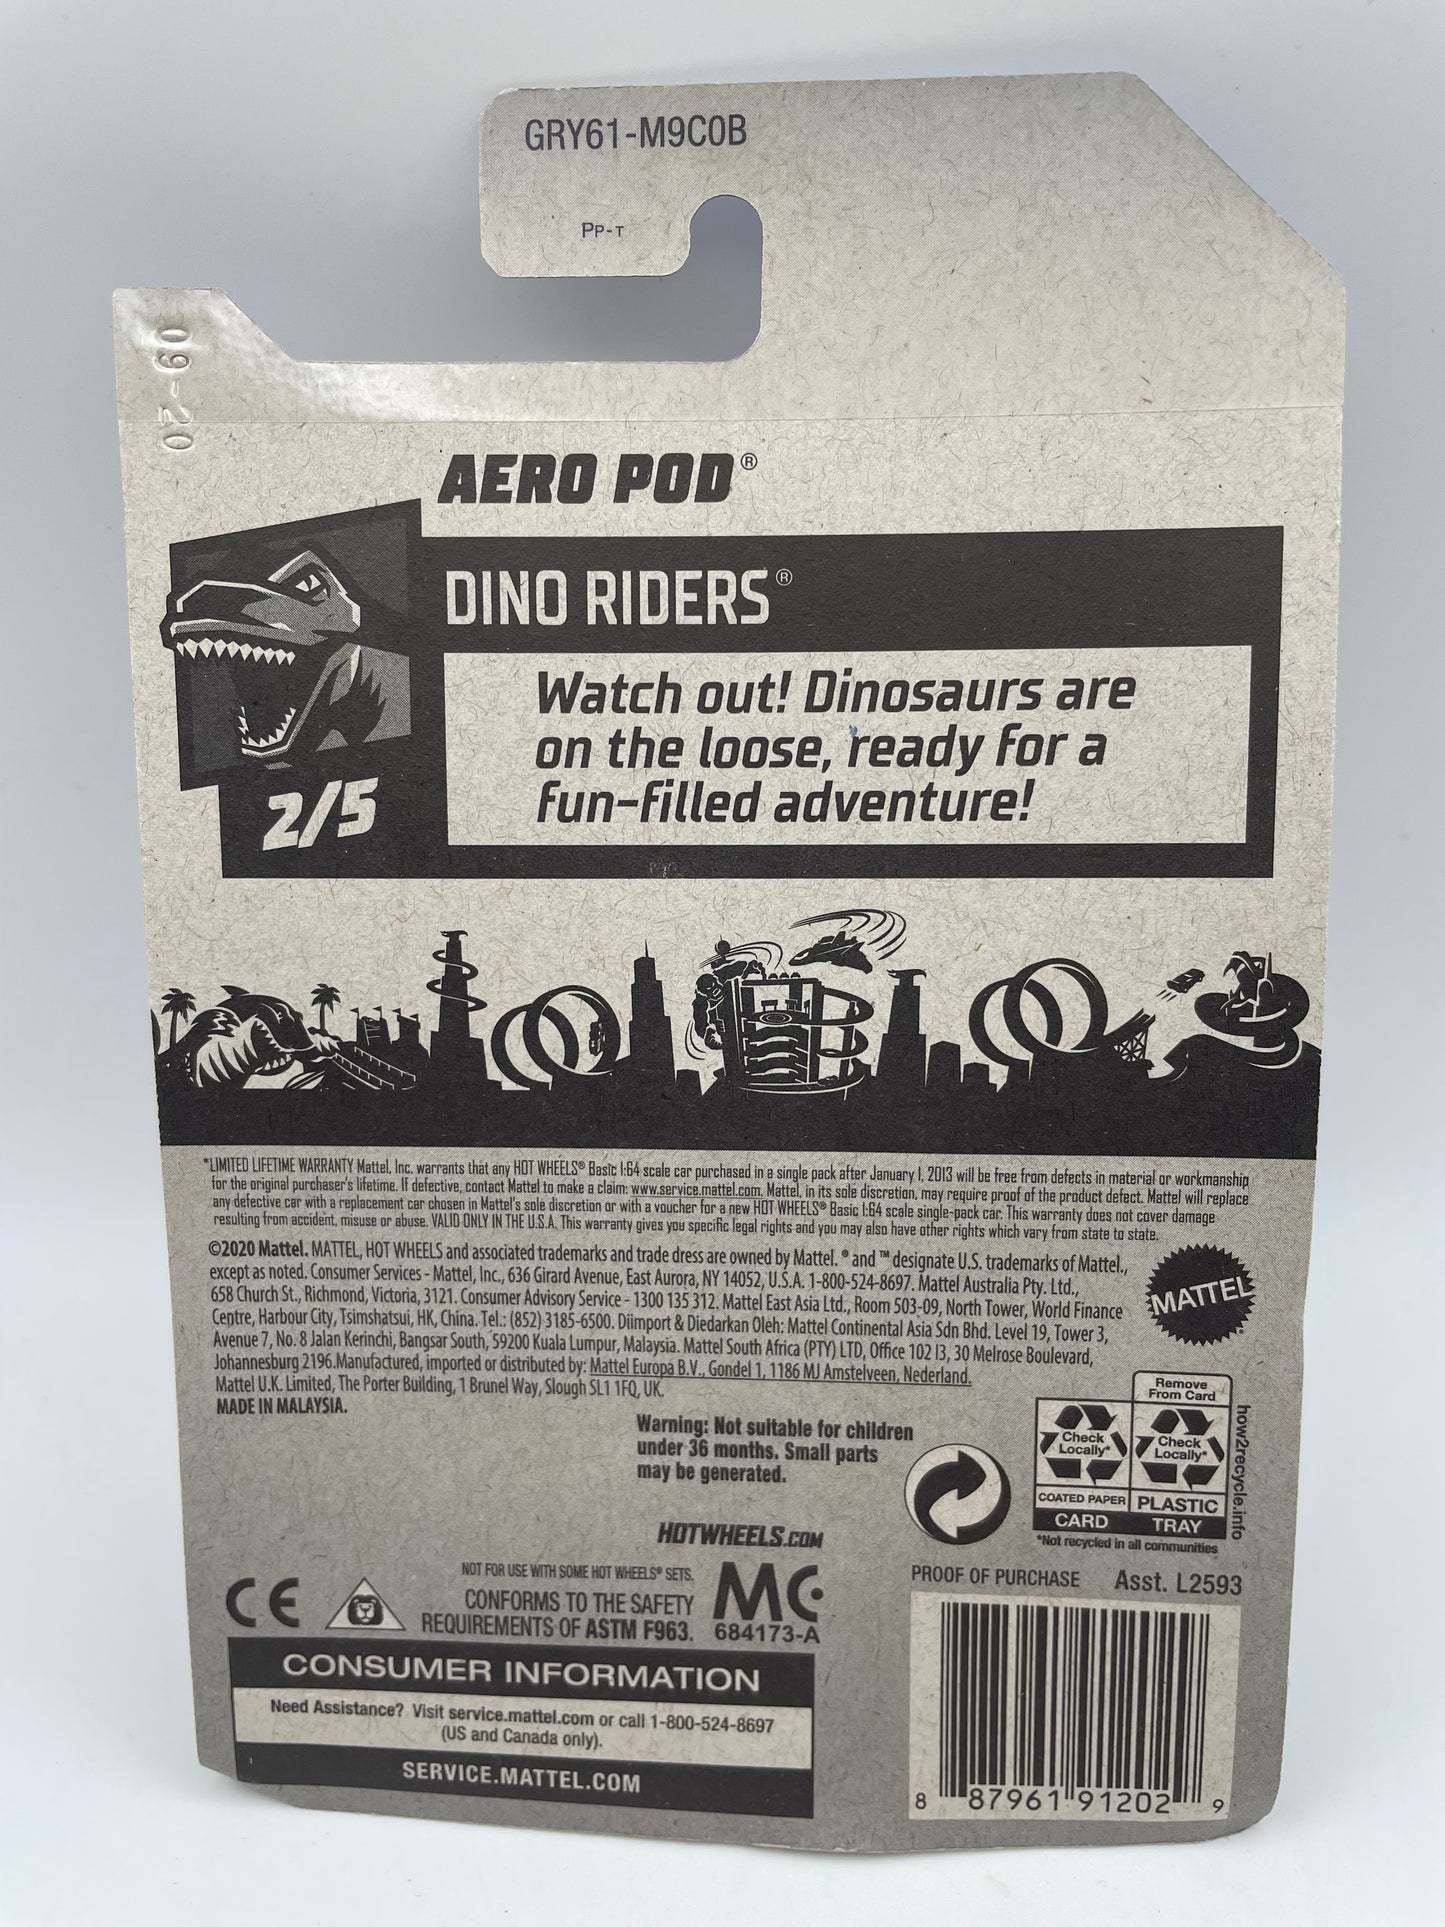 GRY61-M9C0B
PP-T
09-20
AERO POD®
DINO RIDERS®
Watch out! Dinosaurs are
on the loose, ready for a
fun-filled adventure!
2/5
*LIMITED LIFETIME WARRANTY Mattel, Inc. warrants that any HOT WHEELS® Basic 1:64 scale car purchased in a single pack after January 1, 2013 will be free from defects in material or workmanship
for the original purchaser's lifetime. If defective, contact Mattel to make a claim: www.service.mattel.com. Mattel, in its sole discretion, may require proof of the product defect. Mattel will replace
any defective car with a replacement car chosen in Mattel's sole discretion or with a voucher for a new HOT WHEELS® Basic 1:64 scale single-pack car. This warranty does not cover damage
resulting from accident, misuse or abuse. VALID ONLY IN THE U.S.A. This warranty gives you specific legal rights and you may also have other rights which vary from state to state.
©2020 Mattel. MATTEL, HOT WHEELS and associated trademarks and trade dress are owned by Mattel. ® and ™ designate U.S. trademarks of Mattel,
except as noted. Consumer Services - Mattel, Inc., 636 Girard Avenue, East Aurora, NY 14052, U.S.A. 1-800-524-8697. Mattel Australia Pty. Ltd.,
658 Church St., Richmond, Victoria, 3121. Consumer Advisory Service - 1300 135 312. Mattel East Asia Ltd., Room 503-09, North Tower, World Finance
Centre, Harbour City, Tsimshatsui, HK, China. Tel.: (852) 3185-6500. Diimport & Diedarkan Oleh: Mattel Continental Asia Sdn Bhd. Level 19, Tower 3,
Avenue 7, No. 8 Jalan Kerinchi, Bangsar South, 59200 Kuala Lumpur, Malaysia. Mattel South Africa (PTY) LTD, Office 102 I3, 30 Melrose Boulevard,
Johannesburg 2196.Manufactured, imported or distributed by: Mattel Europa B.V., Gondel 1, 1186 MJ Amstelveen, Nederland.
Mattel U.K. Limited, The Porter Building, 1 Brunel Way, Slough SL1 1FQ, UK.
MADE IN MALAYSIA.
MATTEL
Warning: Not suitable for children
under 36 months. Small parts
may be generated.
Remove
From Card
Check
Locally*
Check
Locally*
COATED PAPER
PLASTIC
CARD
TRAY
*Not recycled in all communities
how2recycle.info
HOTWHEELS.COM
NOT FOR USE WITH SOME HOT WHEELS® SETS.
CONFORMS TO THE SAFETY
REQUIREMENTS OF ASTM F963.
CE
MC
684173-A
PROOF OF PURCHASE
Asst. L2593
CONSUMER INFORMATION
Need Assistance? Visit service.mattel.com or call 1-800-524-8697
(US and Canada only).
SERVICE.MATTEL.COM
8 87961 91202 9